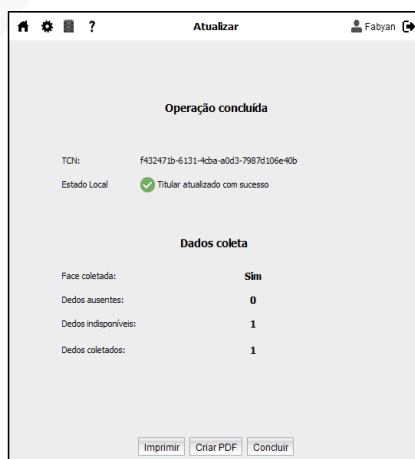 ? Atualizar Fabyan
Operação concluída
TCN: f432471b-6131-4cba-a0d3-7987d106e40b
Estado Local Titular atualizado com sucesso
Dados coleta
Face coletada: Sim
Dedos ausentes: 0
Dedos indisponíveis: 1
Dedos coletados: 1
Imprimir Criar PDF Concluir